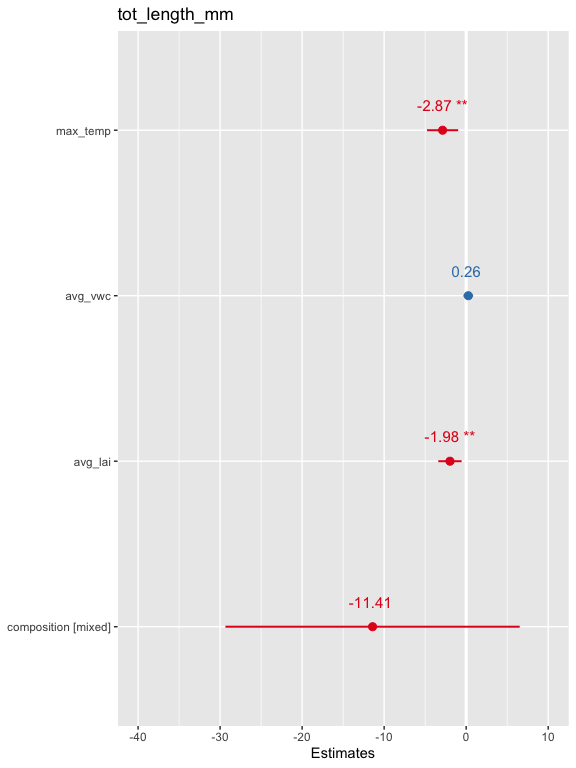 tot_length_mm
-2.87 **
max_temp
0.26
avg_vwc
-1.98 **
avg_lai
-11.41
composition [mixed]
-40 -30 -20 -10 0 10
Estimates